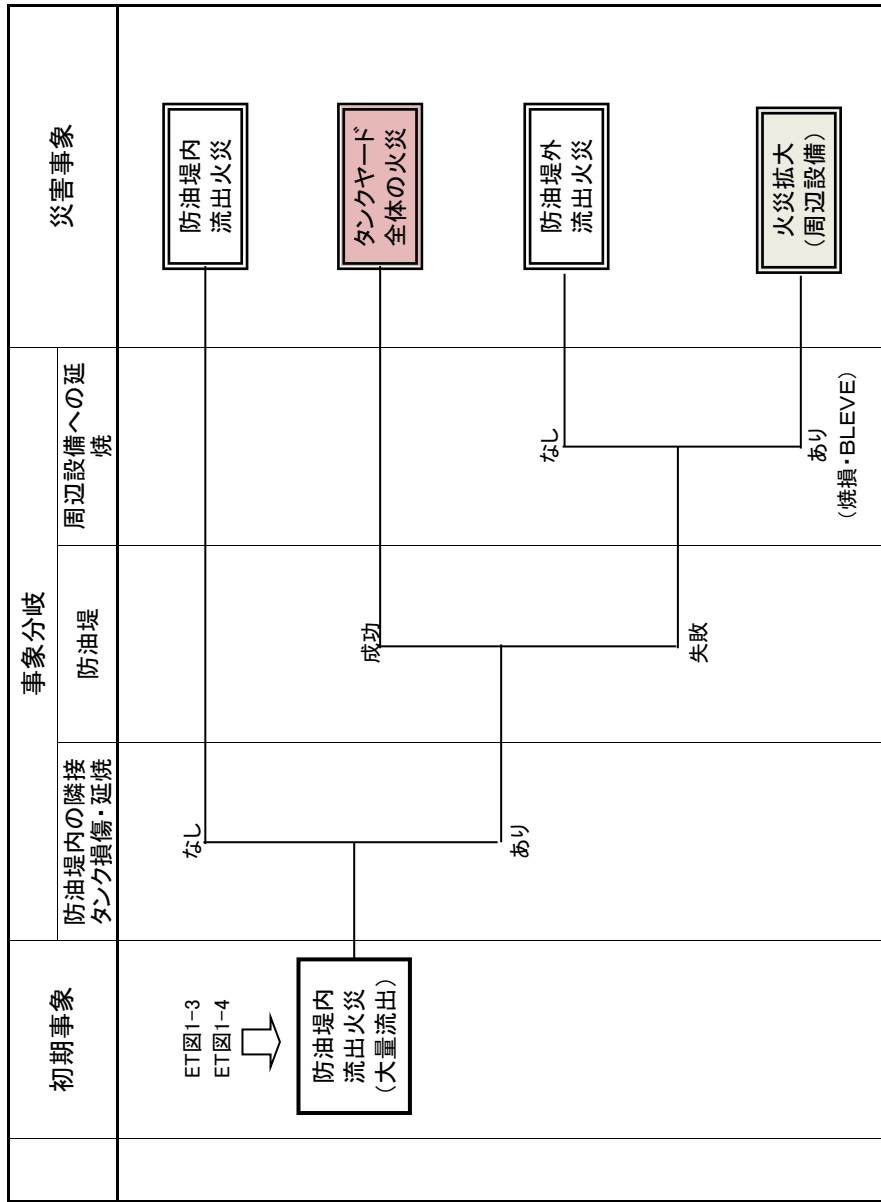 初期事象
事象分岐
災害事象
防油堤内の隣接
タンク損傷・延焼
防油堤
周辺設備への延
焼
ET図1-3
ET図1-4
防油堤内
流出火災
(大量流出)
なし
あり
成功
失敗
なし
あり
(焼損・BLEVE)
防油堤内
流出火災
タンクヤード
全体の火災
防油堤外
流出火災
火災拡大
(周辺設備)